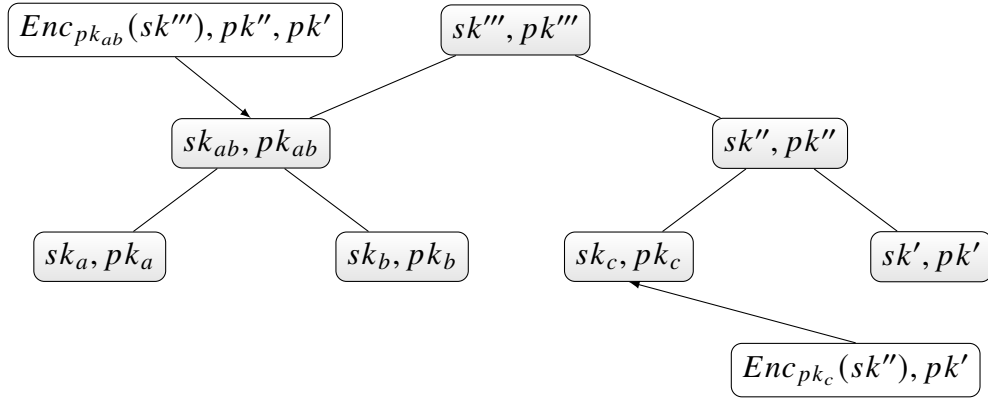 Enc_{pk_{ab}}(sk'''), pk'', pk'
sk''', pk'''
sk_{ab}, pk_{ab}
sk'', pk''
sk_a, pk_a
sk_b, pk_b
sk_c, pk_c
sk', pk'
Enc_{pk_c}(sk''), pk'